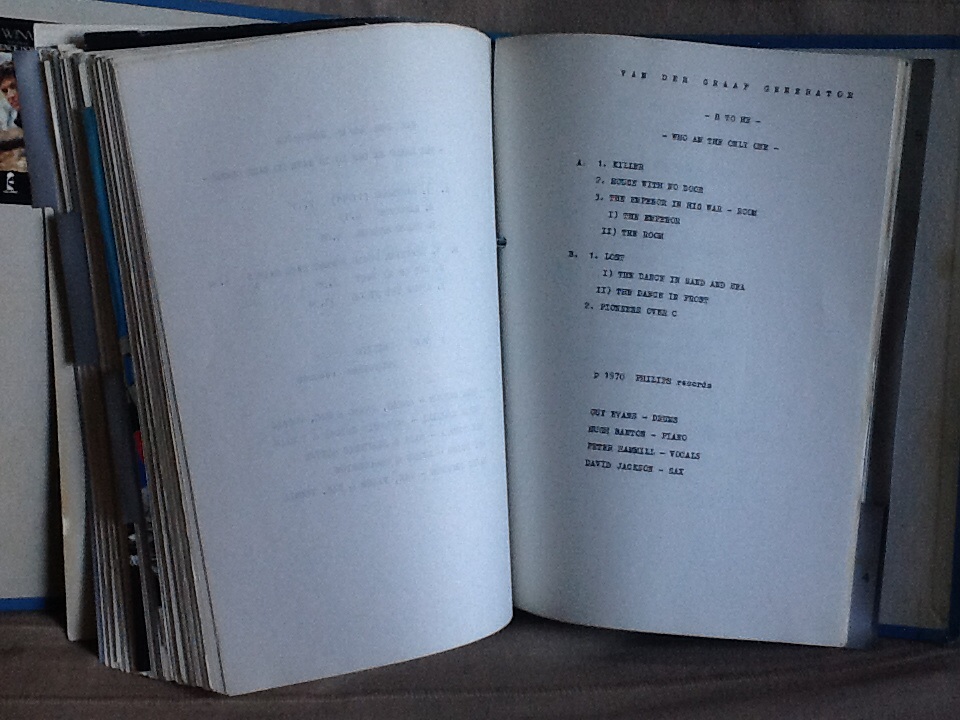 VAN DER GRAAF GENERATOR
- H TO HE -
- WHO AM THE ONLY ONE -
A. 1. KILLER
2. HOUSE WITH NO DOOR
3. THE EMPEROR IN HIS WAR - ROOM
I) THE EMPEROR
II) THE ROOM
B. 1. LOST
I) THE DANCE IN SAND AND SEA
II) THE DANCE IN FROST
2. PIONEERS OVER C
p 1970 PHILIPS records
GUY EVANS - DRUMS
HUGH BANTON - PIANO
PETER HAMMILL - VOCALS
DAVID JACKSON - SAX